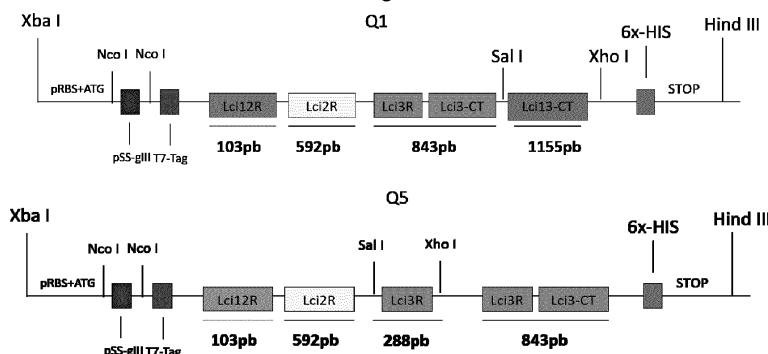 Q1
Xba I
Hind III
6x-HIS
Nco I
Nco I
Sal I
Xho I
pRBS+ATG
STOP
Lci12R
Lci2R
Lci3R
Lci3-CT
Lci13-CT
pSS-gIII
T7-Tag
103pb
592pb
843pb
1155pb
Q5
Xba I
Hind III
6x-HIS
Nco I
Nco I
Sal I
Xho I
pRBS+ATG
STOP
Lci12R
Lci2R
Lci3R
Lci3R
Lci3-CT
pSS-gIII
T7-Tag
103pb
592pb
288pb
843pb